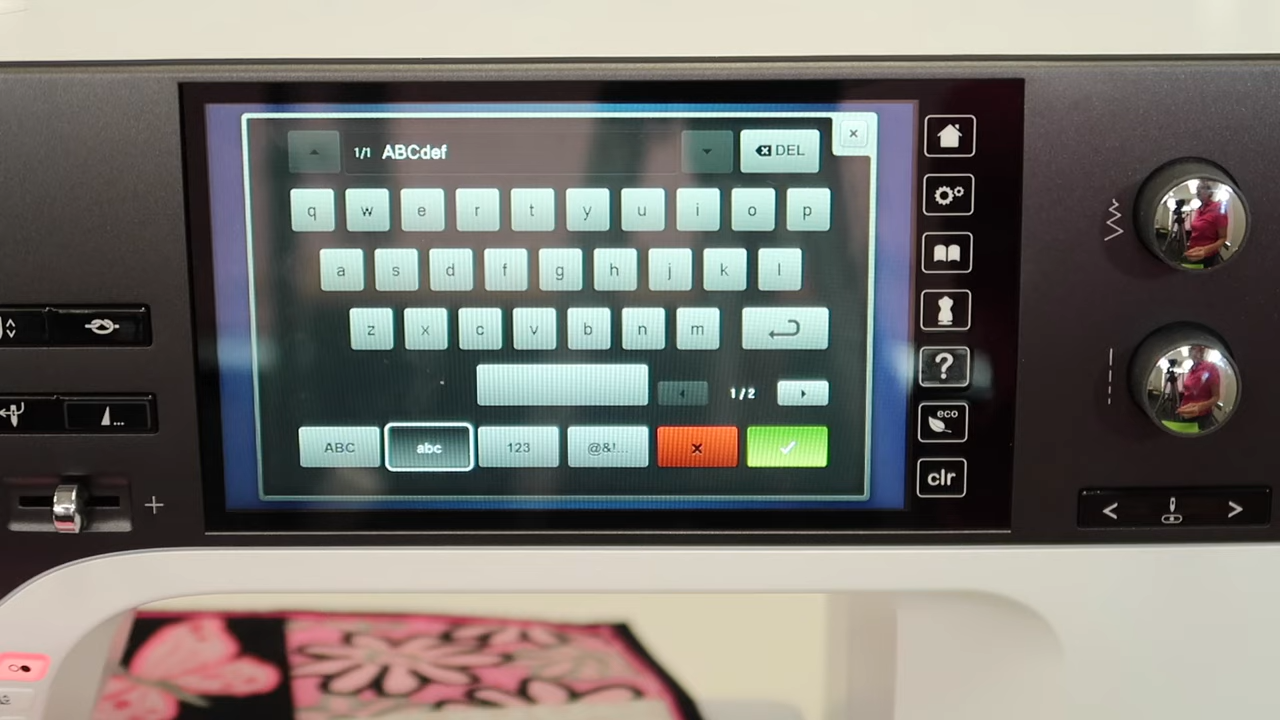 1/1 ABCdef DEL
q w e r t y u i o p
a s d f g h j k l
z x c v b n m
1/2
ABC abc 123 @&!...
?
eco
clr